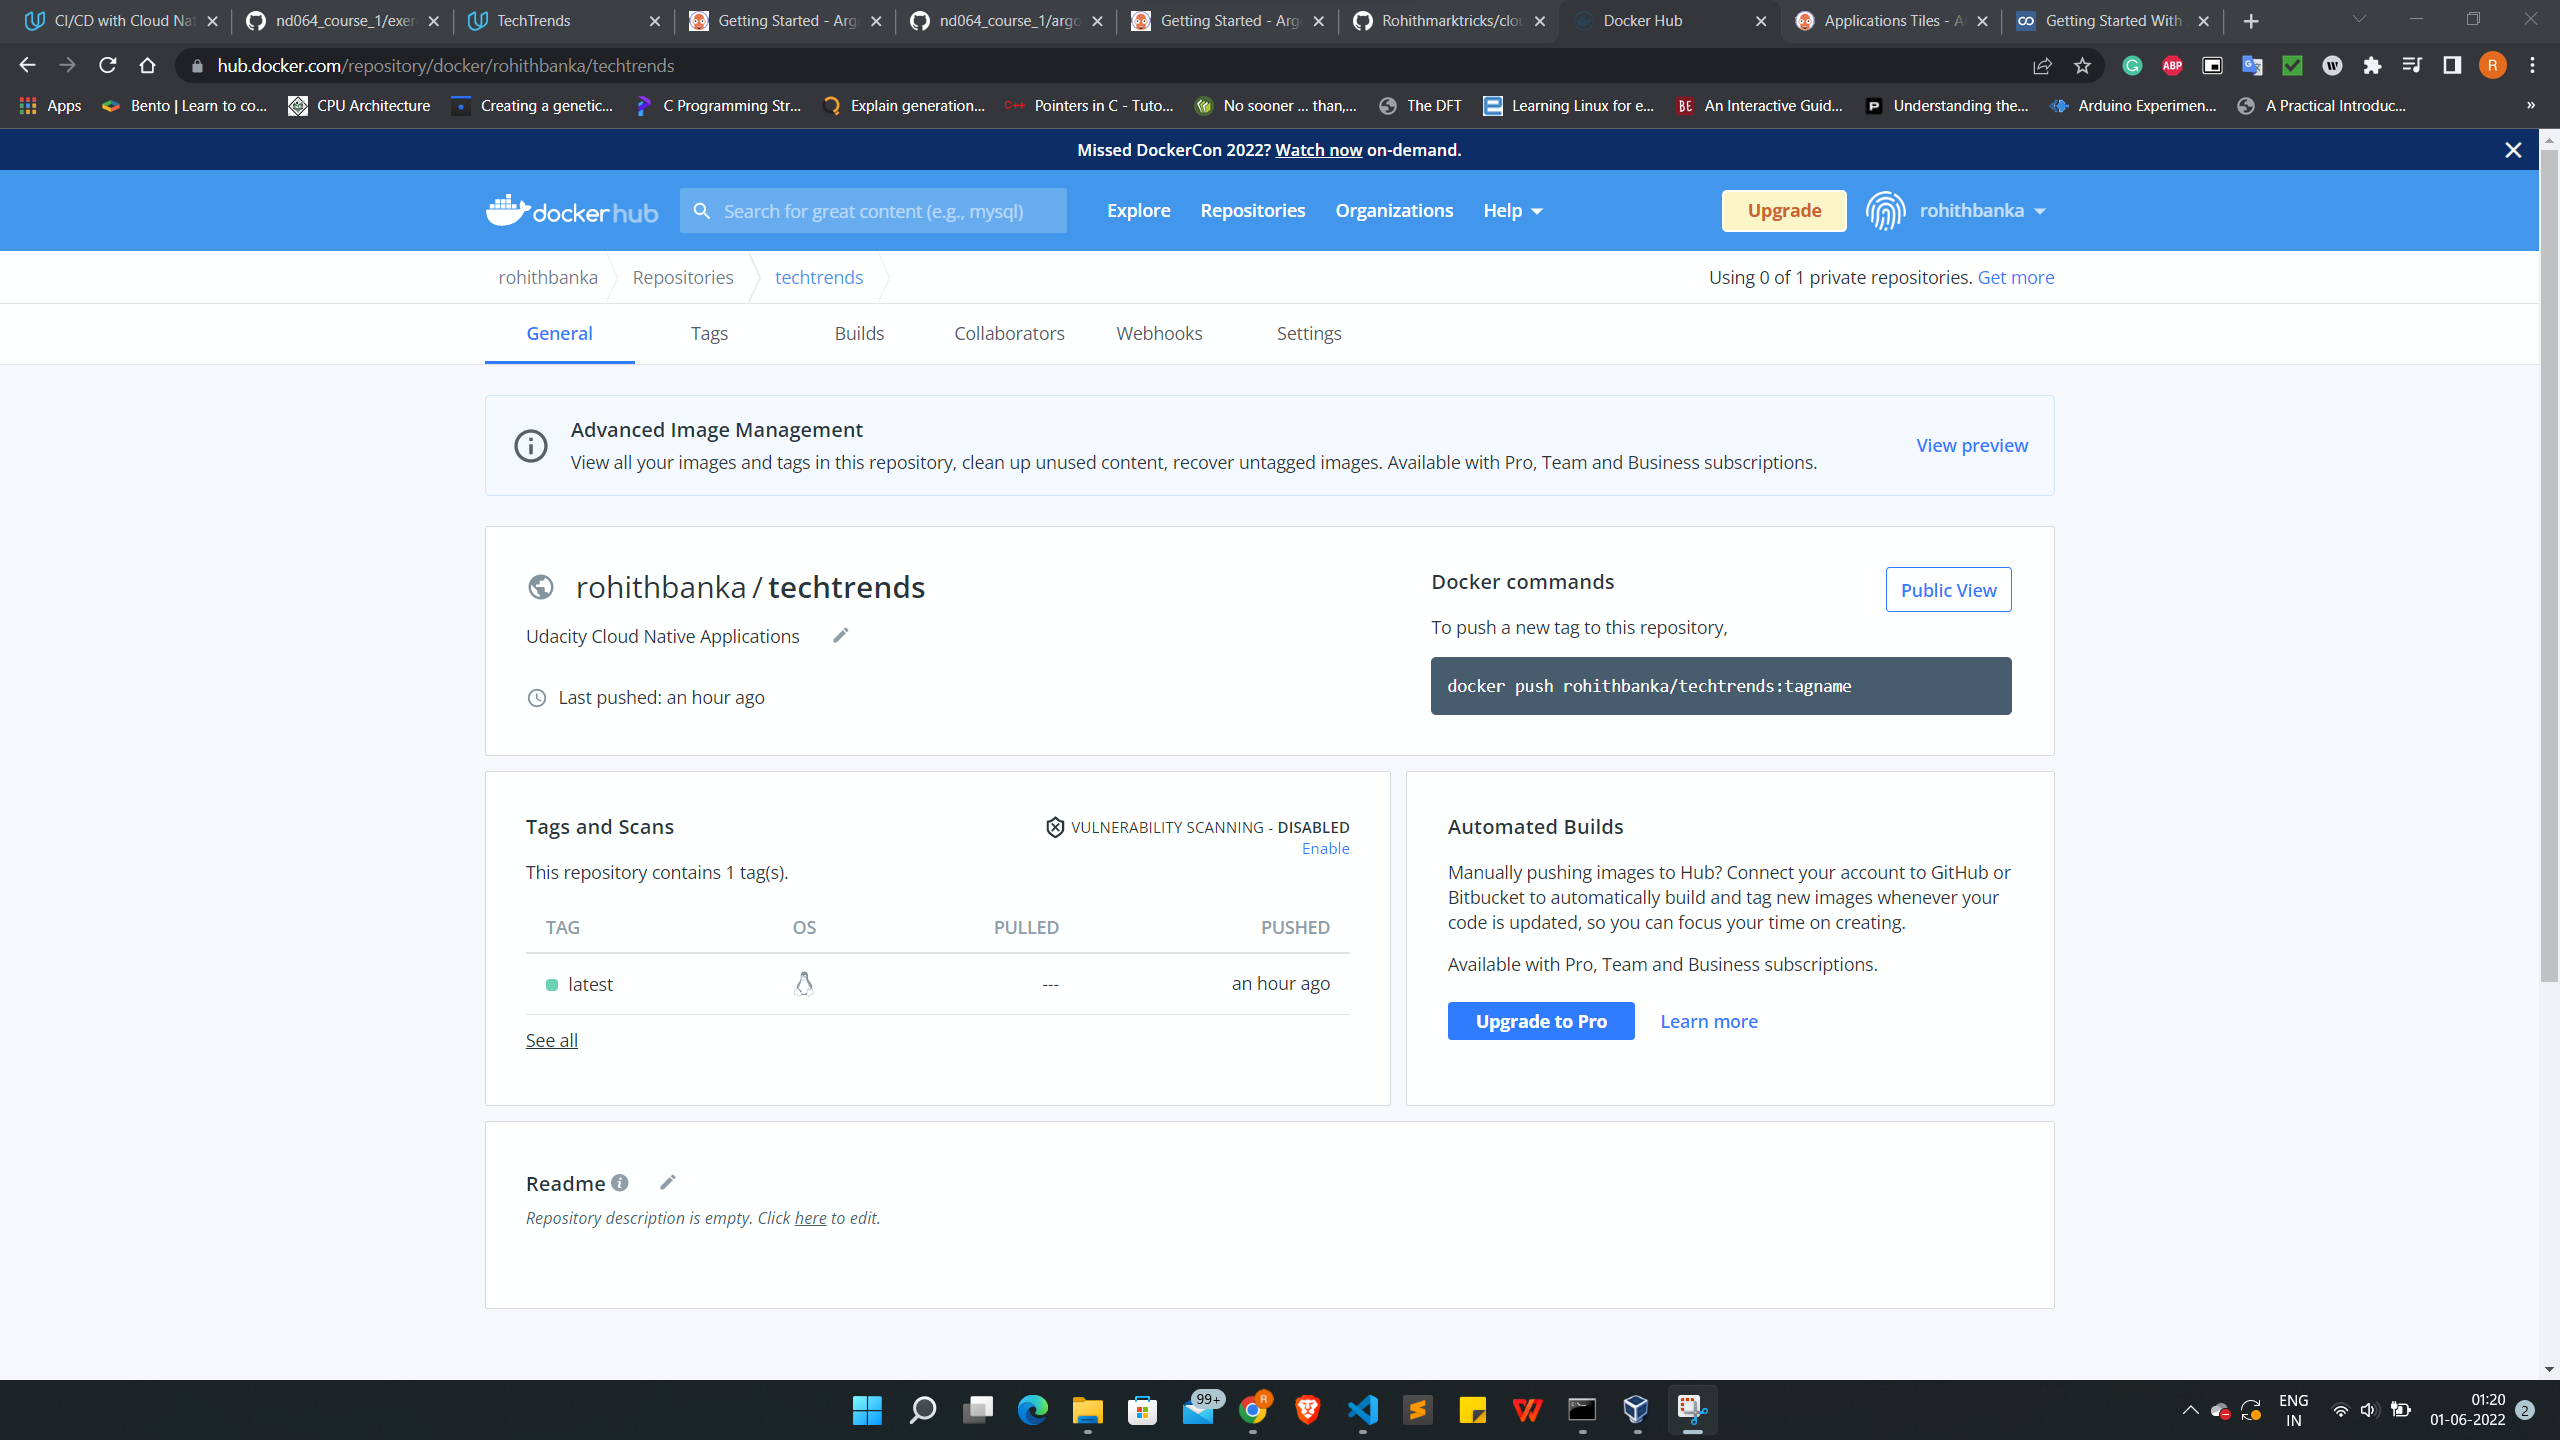 CI/CD with Cloud Nat
nd064_course_1/exer
TechTrends
Getting Started - Argo
nd064_course_1/argo
Getting Started - Argo
Rohithmarktricks/clou
Docker Hub
Applications Tiles - A
Getting Started With
hub.docker.com/repository/docker/rohithbanka/techtrends
ABP
W
R
Apps
Bento | Learn to co...
CPU Architecture
Creating a genetic...
C Programming Str...
Explain generation...
C++
Pointers in C - Tuto...
No sooner ... than,...
The DFT
Learning Linux for e...
BE
An Interactive Guid...
Understanding the...
Arduino Experimen...
A Practical Introduc...
»
Missed DockerCon 2022? Watch now on-demand.
docker hub
Search for great content (e.g., mysql)
Explore
Repositories
Organizations
Help
Upgrade
rohithbanka
rohithbanka
Repositories
techtrends
Using 0 of 1 private repositories. Get more
General
Tags
Builds
Collaborators
Webhooks
Settings
Advanced Image Management
View all your images and tags in this repository, clean up unused content, recover untagged images. Available with Pro, Team and Business subscriptions.
View preview
rohithbanka / techtrends
Udacity Cloud Native Applications
Last pushed: an hour ago
Docker commands
Public View
To push a new tag to this repository,
docker push rohithbanka/techtrends:tagname
Tags and Scans
VULNERABILITY SCANNING - DISABLED
Enable
This repository contains 1 tag(s).
TAG
OS
PULLED
PUSHED
latest
---
an hour ago
See all
Automated Builds
Manually pushing images to Hub? Connect your account to GitHub or
Bitbucket to automatically build and tag new images whenever your
code is updated, so you can focus your time on creating.
Available with Pro, Team and Business subscriptions.
Upgrade to Pro
Learn more
Readme
Repository description is empty. Click here to edit.
99+
R
ENG
IN
01:20
01-06-2022
2